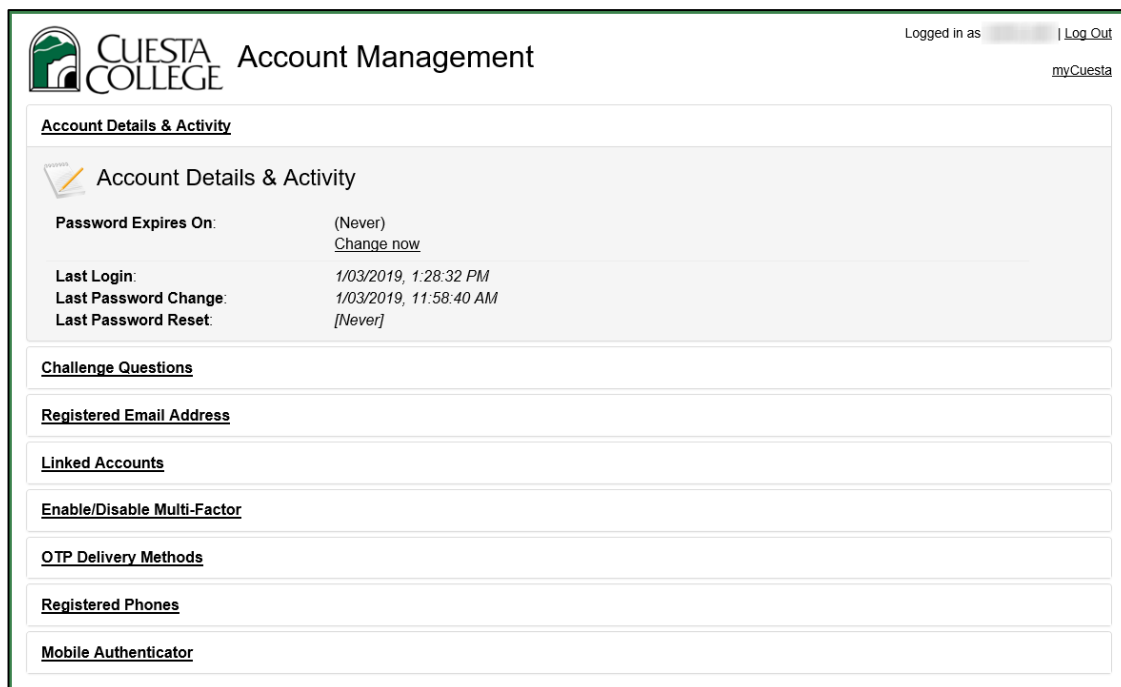 CUESTA
COLLEGE
Account Management
Logged in as | Log Out
myCuesta
Account Details & Activity
Account Details & Activity
Password Expires On: (Never)
Change now
Last Login: 1/03/2019, 1:28:32 PM
Last Password Change: 1/03/2019, 11:58:40 AM
Last Password Reset: [Never]
Challenge Questions
Registered Email Address
Linked Accounts
Enable/Disable Multi-Factor
OTP Delivery Methods
Registered Phones
Mobile Authenticator